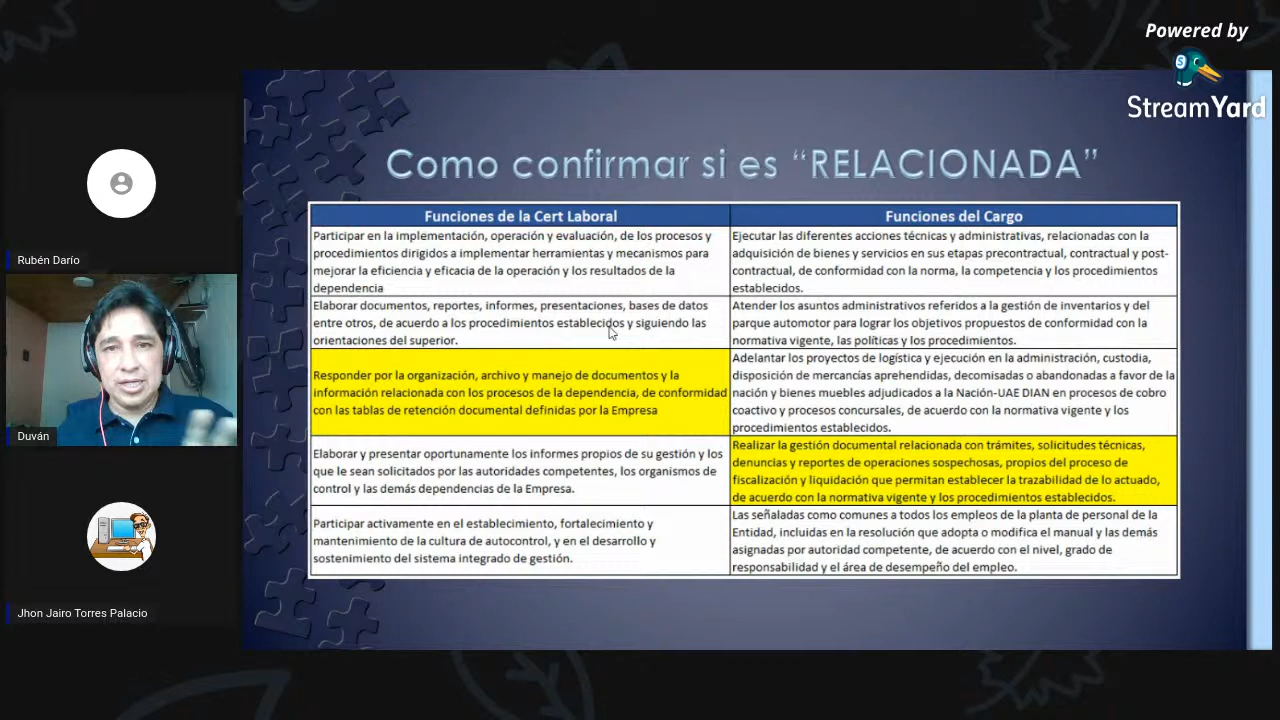 Powered by
StreamYard
Rubén Darío
Duván
Jhon Jairo Torres Palacio
Como confirmar si es “RELACIONADA”
Funciones de la Cert Laboral
Participar en la implementación, operación y evaluación, de los procesos y
procedimientos dirigidos a implementar herramientas y mecanismos para
mejorar la eficiencia y eficacia de la operación y los resultados de la
dependencia
Elaborar documentos, reportes, informes, presentaciones, bases de datos
entre otros, de acuerdo a los procedimientos establecidos y siguiendo las
orientaciones del superior.
Responder por la organización, archivo y manejo de documentos y la
información relacionada con los procesos de la dependencia, de conformidad
con las tablas de retención documental definidas por la Empresa
Elaborar y presentar oportunamente los informes propios de su gestión y los
que le sean solicitados por las autoridades competentes, los organismos de
control y las demás dependencias de la Empresa.
Participar activamente en el establecimiento, fortalecimiento y
mantenimiento de la cultura de autocontrol, y en el desarrollo y
sostenimiento del sistema integrado de gestión.
Funciones del Cargo
Ejecutar las diferentes acciones técnicas y administrativas, relacionadas con la
adquisición de bienes y servicios en sus etapas precontractual, contractual y post-
contractual, de conformidad con la norma, la competencia y los procedimientos
establecidos.
Atender los asuntos administrativos referidos a la gestión de inventarios y del
parque automotor para lograr los objetivos propuestos de conformidad con la
normativa vigente, las políticas y los procedimientos.
Adelantar los proyectos de logística y ejecución en la administración, custodia,
disposición de mercancías aprehendidas, decomisadas o abandonadas a favor de la
nación y bienes muebles adjudicados a la Nación-UAE DIAN en procesos de cobro
coactivo y procesos concursales, de acuerdo con la normativa vigente y los
procedimientos establecidos.
Realizar la gestión documental relacionada con trámites, solicitudes técnicas,
denuncias y reportes de operaciones sospechosas, propios del proceso de
fiscalización y liquidación que permitan establecer la trazabilidad de lo actuado,
de acuerdo con la normativa vigente y los procedimientos establecidos.
Las señaladas como comunes a todos los empleos de la planta de personal de la
Entidad, incluidas en la resolución que adopta o modifica el manual y las demás
asignadas por autoridad competente, de acuerdo con el nivel, grado de
responsabilidad y el área de desempeño del empleo.